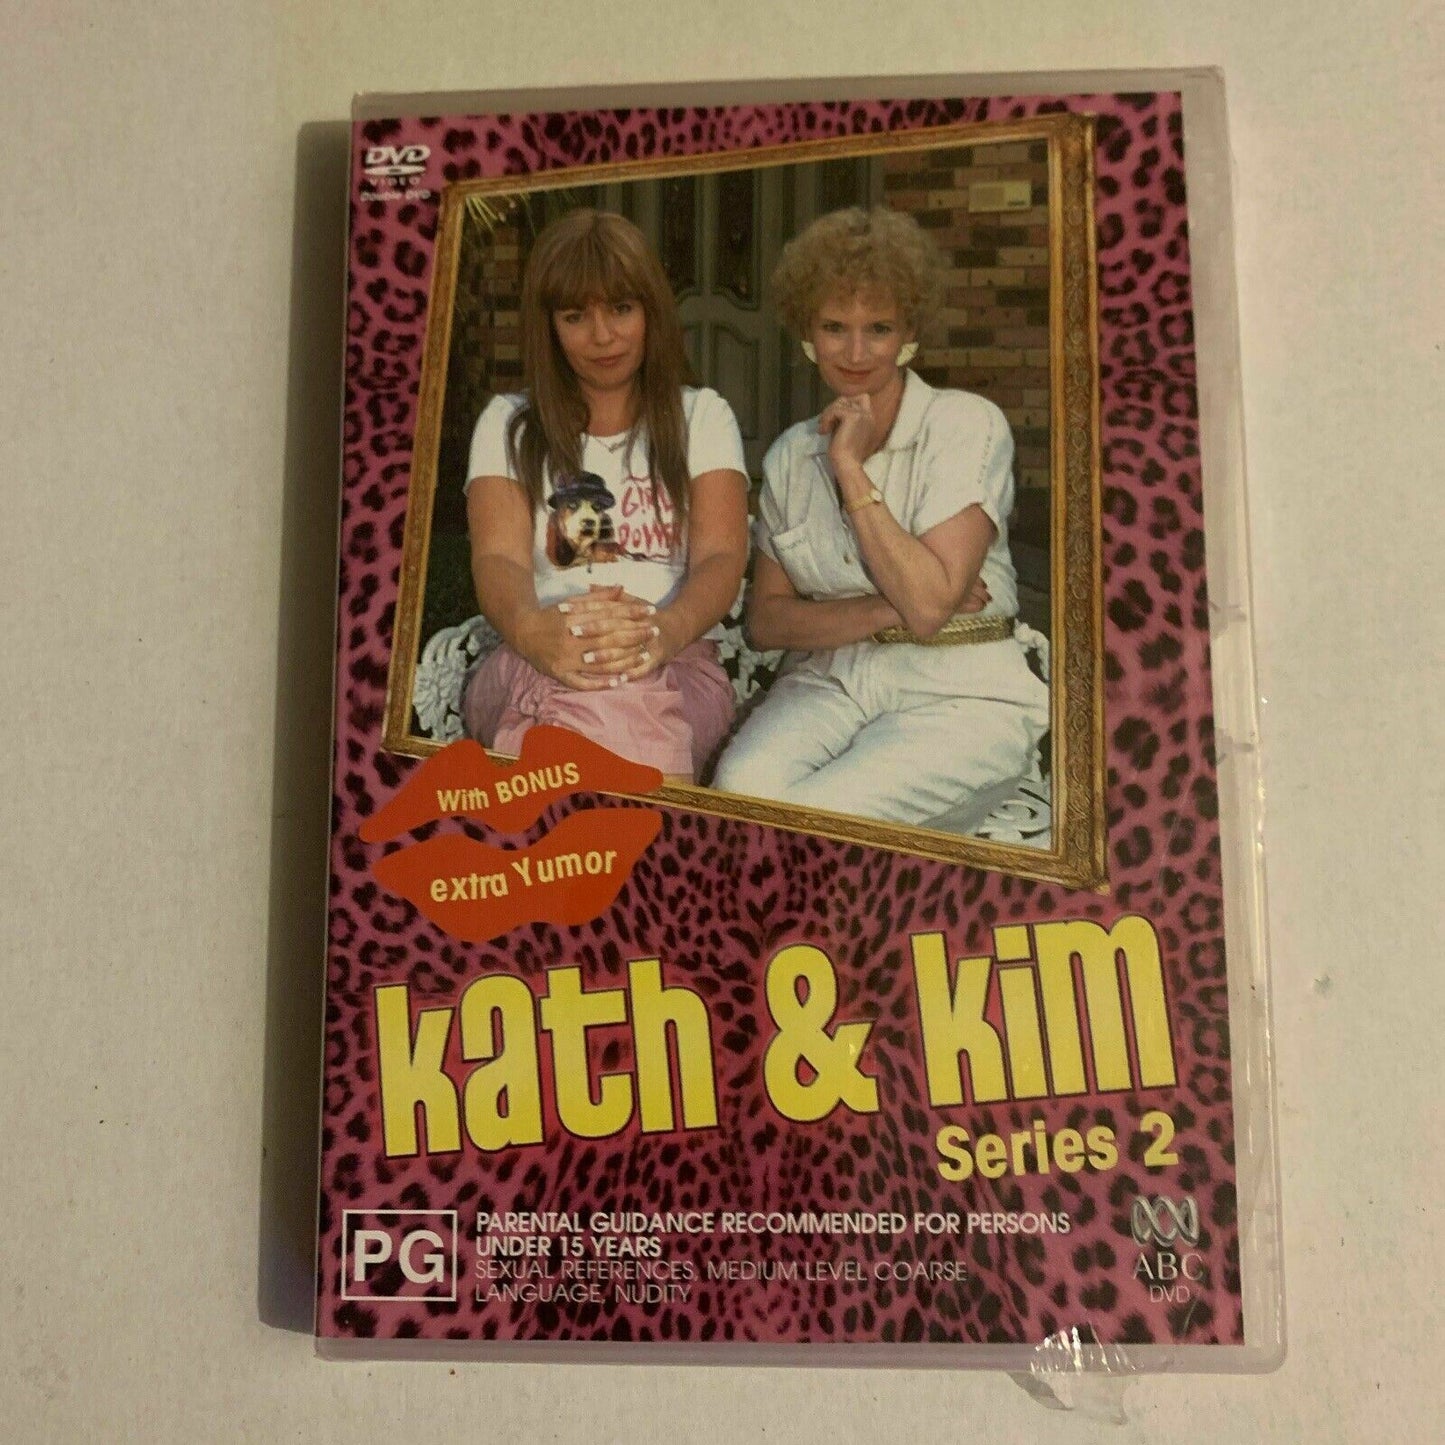 DVD
VIDEO
GIRL
POWER
With BONUS
extra Yumor
kath & kim
Series 2
PG
PARENTAL GUIDANCE RECOMMENDED FOR PERSONS
UNDER 15 YEARS
SEXUAL REFERENCES, MEDIUM LEVEL COARSE
LANGUAGE, NUDITY
ABC
DVD